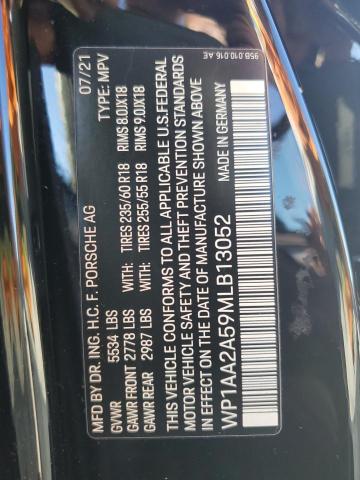 MFD BY DR. ING. H.C. F. PORSCHE AG 07/21
GVWR 5534 LBS TYPE: MPV
GAWR FRONT 2778 LBS WITH: TIRES 235/60 R18 RIMS 8.0JX18
GAWR REAR 2987 LBS WITH: TIRES 255/55 R18 RIMS 9.0JX18
THIS VEHICLE CONFORMS TO ALL APPLICABLE U.S. FEDERAL
MOTOR VEHICLE SAFETY AND THEFT PREVENTION STANDARDS
IN EFFECT ON THE DATE OF MANUFACTURE SHOWN ABOVE
WP1AA2A59MLB13052 MADE IN GERMANY
95B.010.016 AE